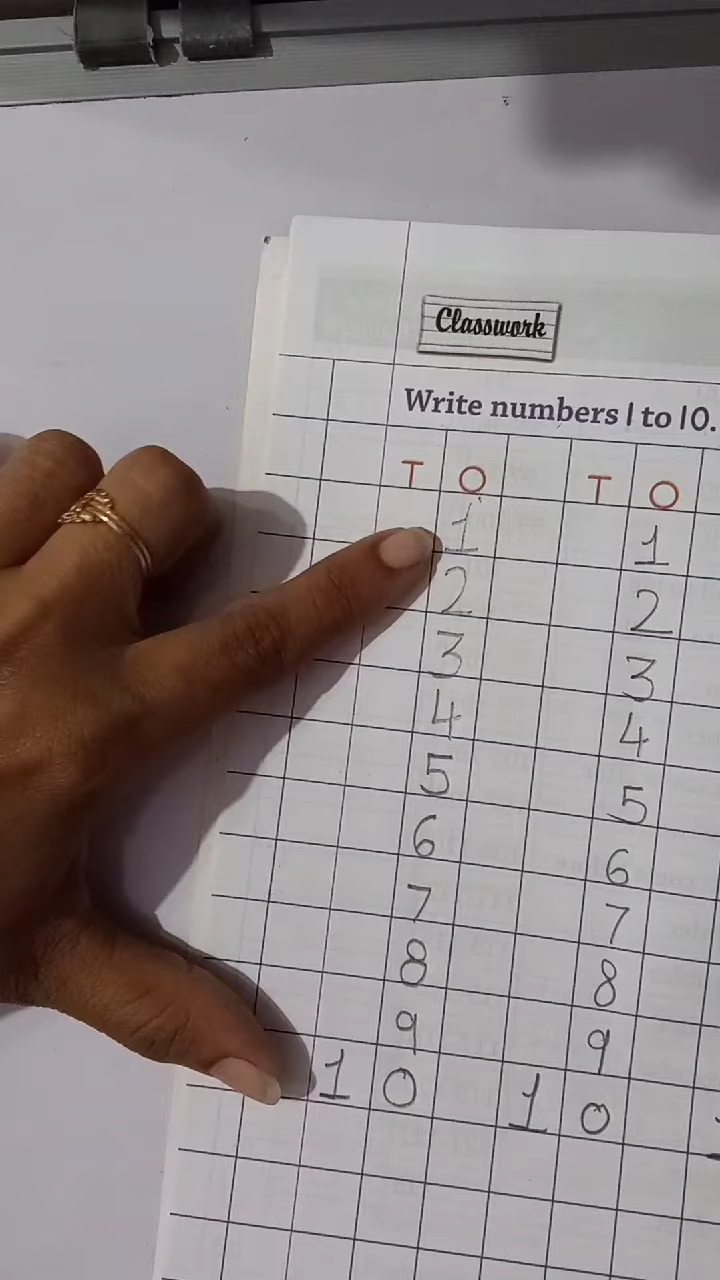 Classwork
Write numbers 1 to 10.
T O T O
1 1
2 2
3 3
4 4
5 5
6 6
7 7
8 8
9 9
1 0 1 0